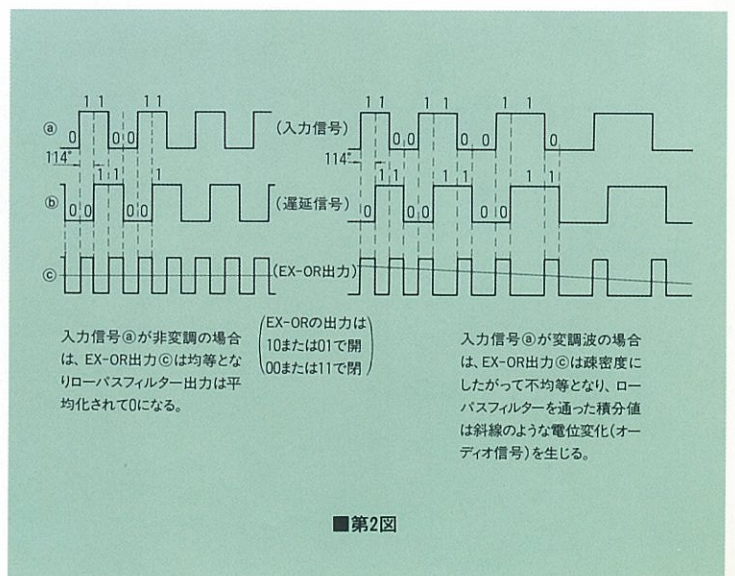 1 1 1 1
ⓐ 0 0 0
(入力信号)
1 1 1 1 1 1
0 0 0 0 0
114°
114°
1 1 1
ⓑ 0 0 0 0
(遅延信号)
1 1 1 1 1 1
0 0 0 0 0
ⓒ
(EX-OR出力)
入力信号ⓐが非変調の場合
は、EX-OR出力ⓒは均等とな
りローパスフィルター出力は平
均化されて0になる。
EX-ORの出力は
10または01で開
00または11で閉
入力信号ⓐが変調波の場合
は、EX-OR出力ⓒは疎密度に
したがって不均等となり、ロー
パスフィルターを通った積分値
は斜線のような電位変化(オー
ディオ信号)を生じる。
■第2図